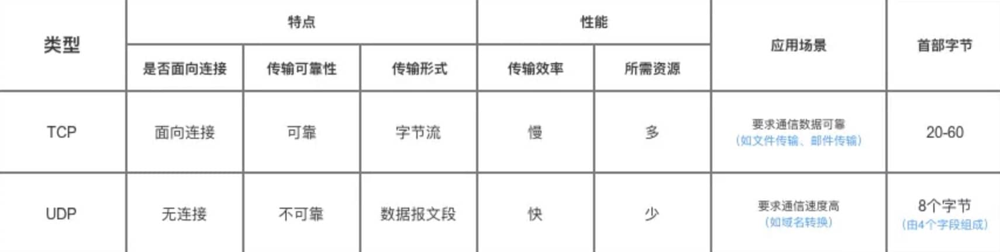 类型
特点
性能
应用场景
首部字节
是否面向连接
传输可靠性
传输形式
传输效率
所需资源
TCP
面向连接
可靠
字节流
慢
多
要求通信数据可靠
（如文件传输、邮件传输）
20-60
UDP
无连接
不可靠
数据报文段
快
少
要求通信速度高
（如域名转换）
8个字节
（由4个字段组成）